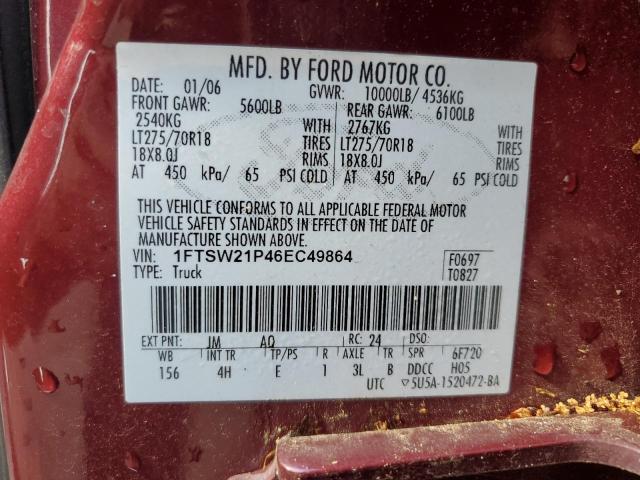 MFD. BY FORD MOTOR CO.
DATE: 01/06 GVWR: 10000LB/ 4536KG
FRONT GAWR: 5600LB REAR GAWR: 6100LB
2540KG WITH 2767KG WITH
LT275/70R18 TIRES LT275/70R18 TIRES
18X8.0J RIMS 18X8.0J RIMS
AT 450 kPa/ 65 PSI COLD AT 450 kPa/ 65 PSI COLD
THIS VEHICLE CONFORMS TO ALL APPLICABLE FEDERAL MOTOR
VEHICLE SAFETY STANDARDS IN EFFECT ON THE DATE OF
MANUFACTURE SHOWN ABOVE.
VIN: 1FTSW21P46EC49864 F0697
TYPE: Truck T0827
EXT PNT: JM AQ RC: 24 DSO:
WB INT TR TP/PS R AXLE TR SPR 6F720
156 4H E 1 3L B DDCC H05
UTC ▽5U5A-1520472-BA